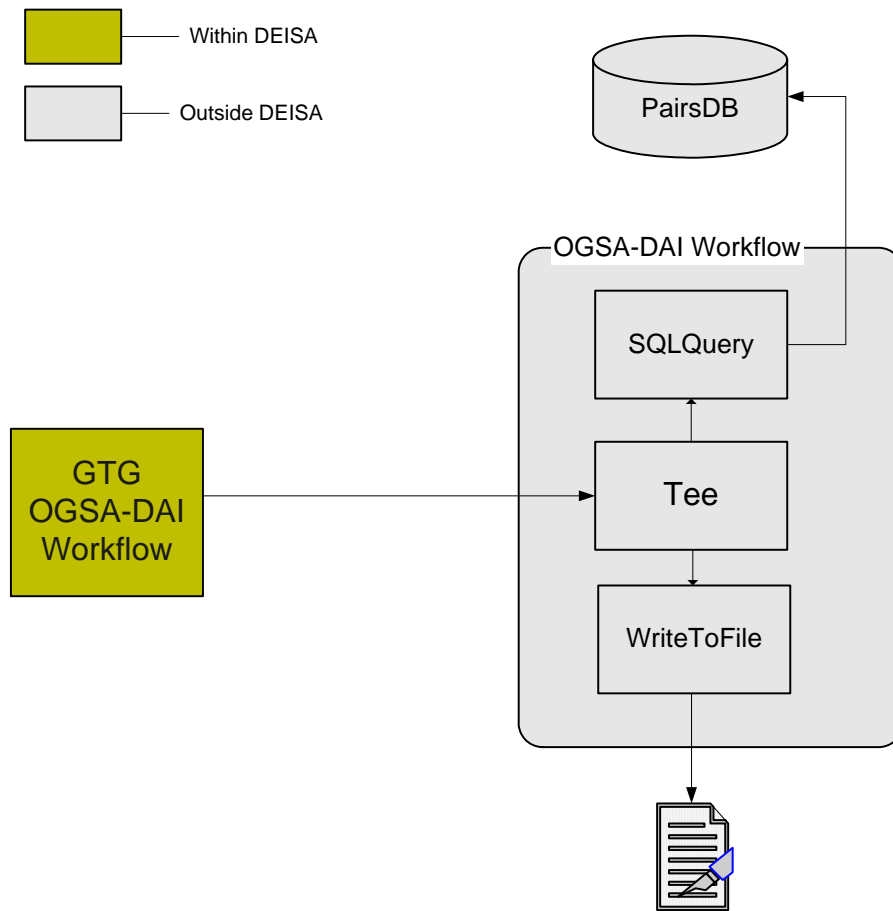 Within DEISA
Outside DEISA
PairsDB
OGSA-DAI Workflow
SQLQuery
Tee
WriteToFile
GTG
OGSA-DAI
Workflow